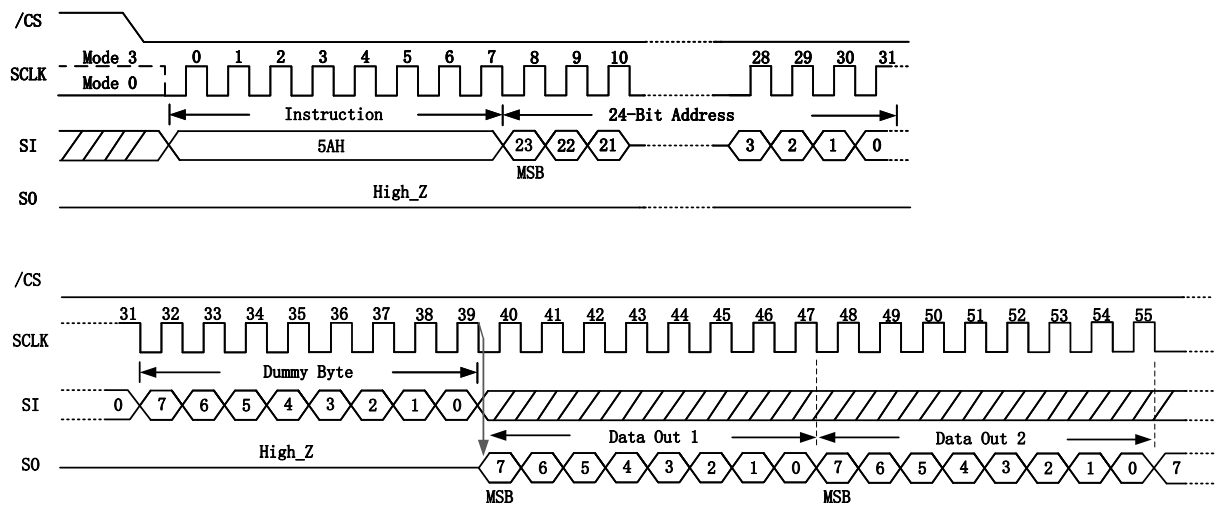 /CS
Mode 3 0 1 2 3 4 5 6 7 8 9 10 28 29 30 31
SCLK
Mode 0
Instruction 24-Bit Address
SI 5AH 23 22 21 3 2 1 0
MSB
High_Z
SO
/CS
31 32 33 34 35 36 37 38 39 40 41 42 43 44 45 46 47 48 49 50 51 52 53 54 55
SCLK
Dummy Byte
SI 0 7 6 5 4 3 2 1 0
Data Out 1 Data Out 2
High_Z
SO 7 6 5 4 3 2 1 0 7 6 5 4 3 2 1 0 7
MSB MSB